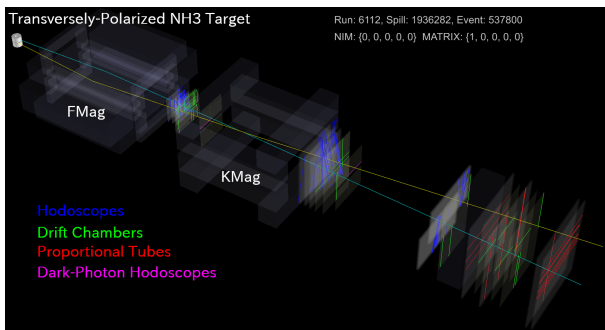 Transversely-Polarized NH3 Target
Run: 6112, Spill: 1936282, Event: 537800
NIM: {0, 0, 0, 0, 0} MATRIX: {1, 0, 0, 0, 0}
FMag
KMag
Hodoscopes
Drift Chambers
Proportional Tubes
Dark-Photon Hodoscopes